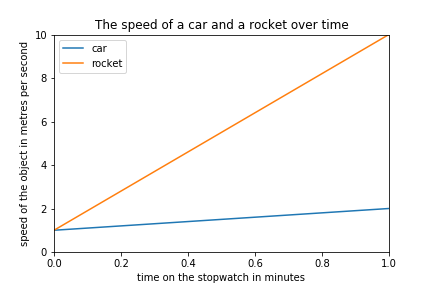 The speed of a car and a rocket over time
car
rocket
speed of the object in metres per second
10
8
6
4
2
0
0.0 0.2 0.4 0.6 0.8 1.0
time on the stopwatch in minutes